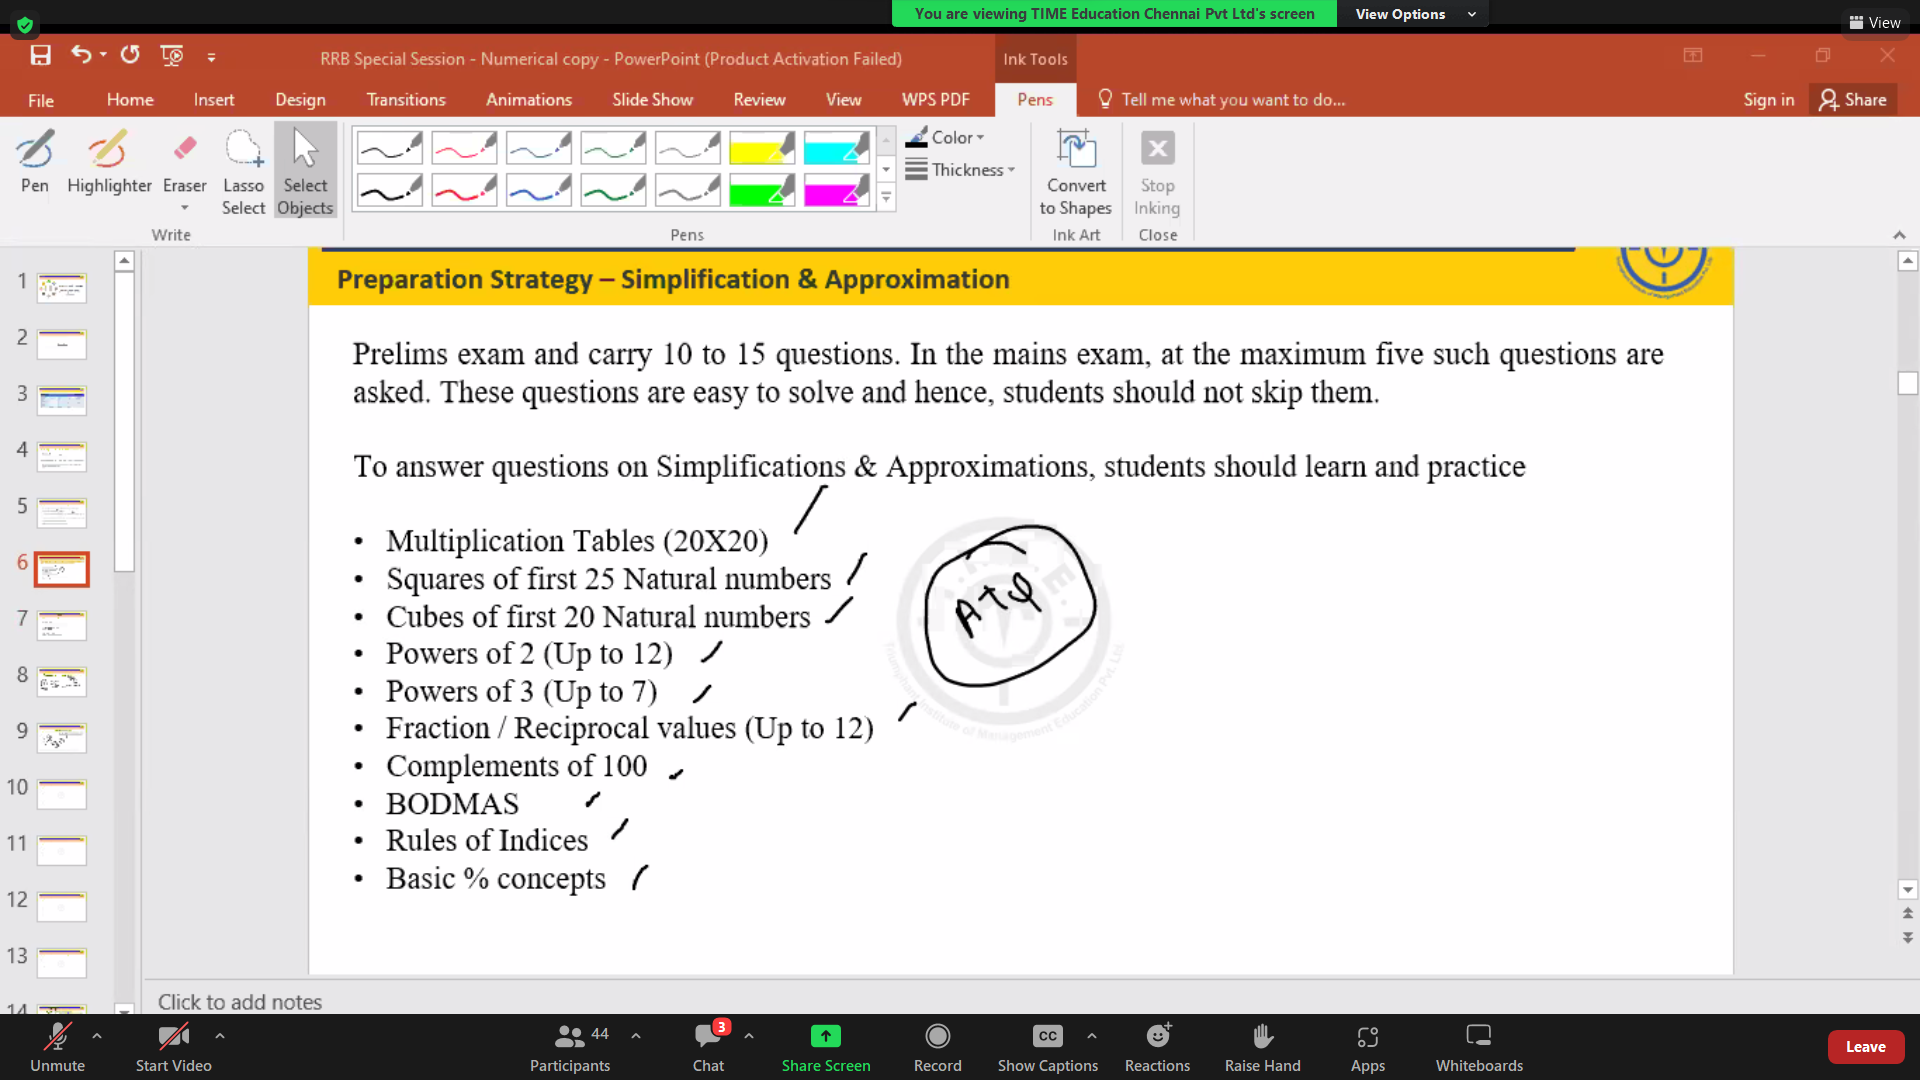 You are viewing TIME Education Chennai Pvt Ltd's screen
View Options
View
RRB Special Session - Numerical copy - PowerPoint (Product Activation Failed)
Ink Tools
File Home Insert Design Transitions Animations Slide Show Review View WPS PDF Pens Tell me what you want to do... Sign in Share
Pen Highlighter Eraser Lasso Select Select Objects
Color
Thickness
Convert to Shapes
Stop Inking
Write Pens Ink Art Close
1
2
3
4
5
6
7
8
9
10
11
12
13
14
Preparation Strategy – Simplification & Approximation
Prelims exam and carry 10 to 15 questions. In the mains exam, at the maximum five such questions are
asked. These questions are easy to solve and hence, students should not skip them.
To answer questions on Simplifications & Approximations, students should learn and practice
• Multiplication Tables (20X20)
• Squares of first 25 Natural numbers
• Cubes of first 20 Natural numbers
• Powers of 2 (Up to 12)
• Powers of 3 (Up to 7)
• Fraction / Reciprocal values (Up to 12)
• Complements of 100
• BODMAS
• Rules of Indices
• Basic % concepts
Triumphant Institute of Management Education Pvt. Ltd.
Click to add notes
44
3
CC
Unmute Start Video Participants Chat Share Screen Record Show Captions Reactions Raise Hand Apps Whiteboards Leave